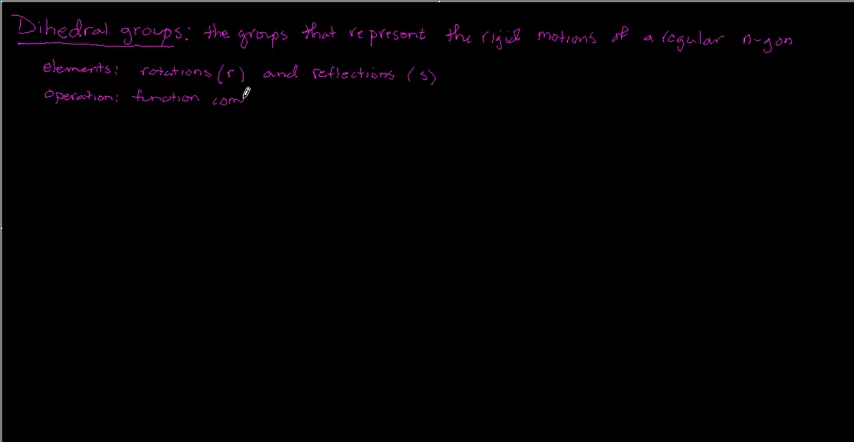 Dihedral groups: the groups that represent the rigid motions of a regular n-gon
elements: rotations (r) and reflections (s)
operation: function com